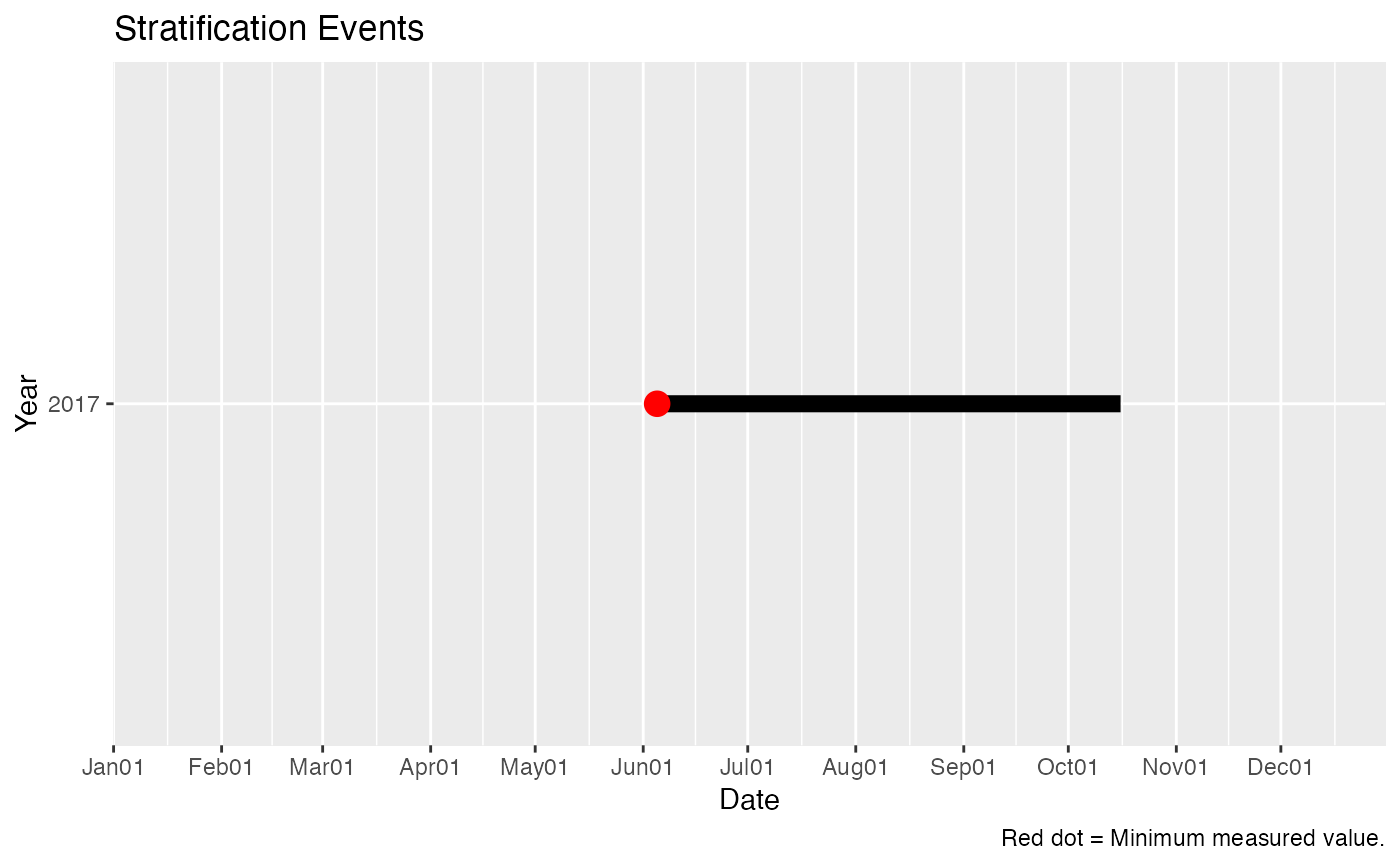 Stratification Events
Year
2017
Jan01 Feb01 Mar01 Apr01 May01 Jun01 Jul01 Aug01 Sep01 Oct01 Nov01 Dec01
Date
Red dot = Minimum measured value.